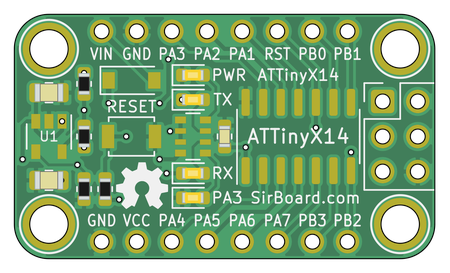 VIN GND PA3 PA2 PA1 RST PB0 PB1
PWR ATTinyX14
TX
RESET
U1
ATTinyX14
RX
PA3 SirBoard.com
GND VCC PA4 PA5 PA6 PA7 PB3 PB2